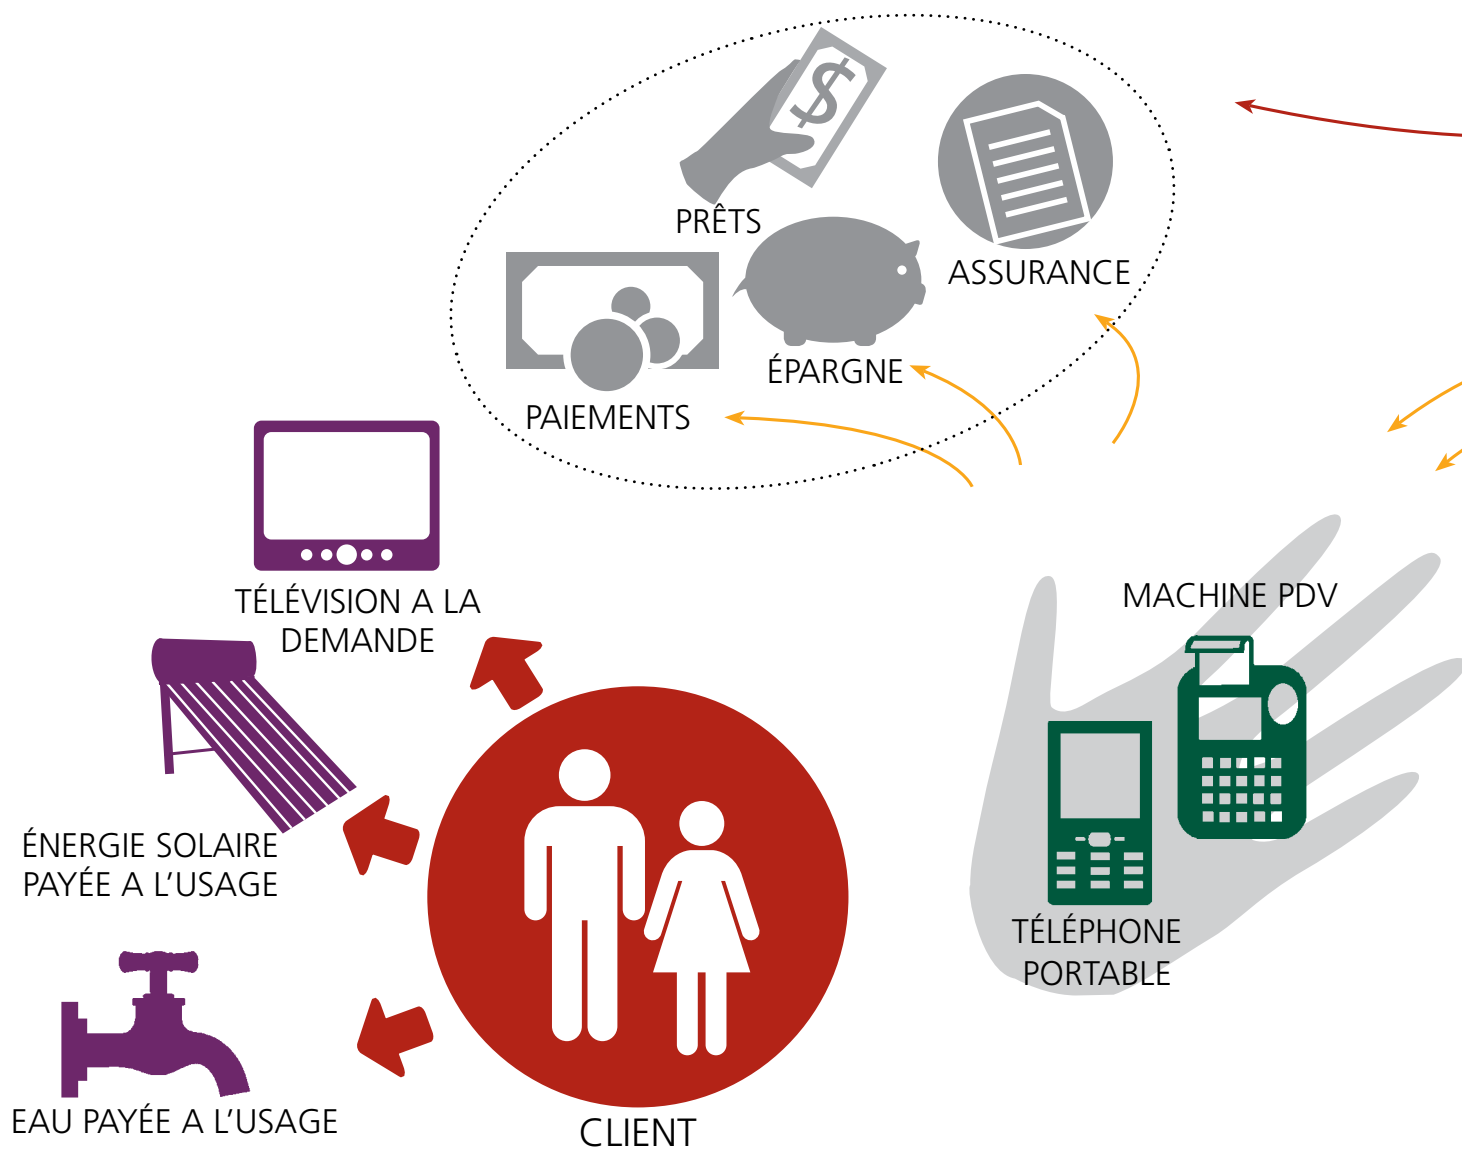 PRÊTS
ASSURANCE
ÉPARGNE
PAIEMENTS
TÉLÉVISION A LA
DEMANDE
MACHINE PDV
ÉNERGIE SOLAIRE
PAYÉE A L'USAGE
TÉLÉPHONE
PORTABLE
EAU PAYÉE A L'USAGE
CLIENT